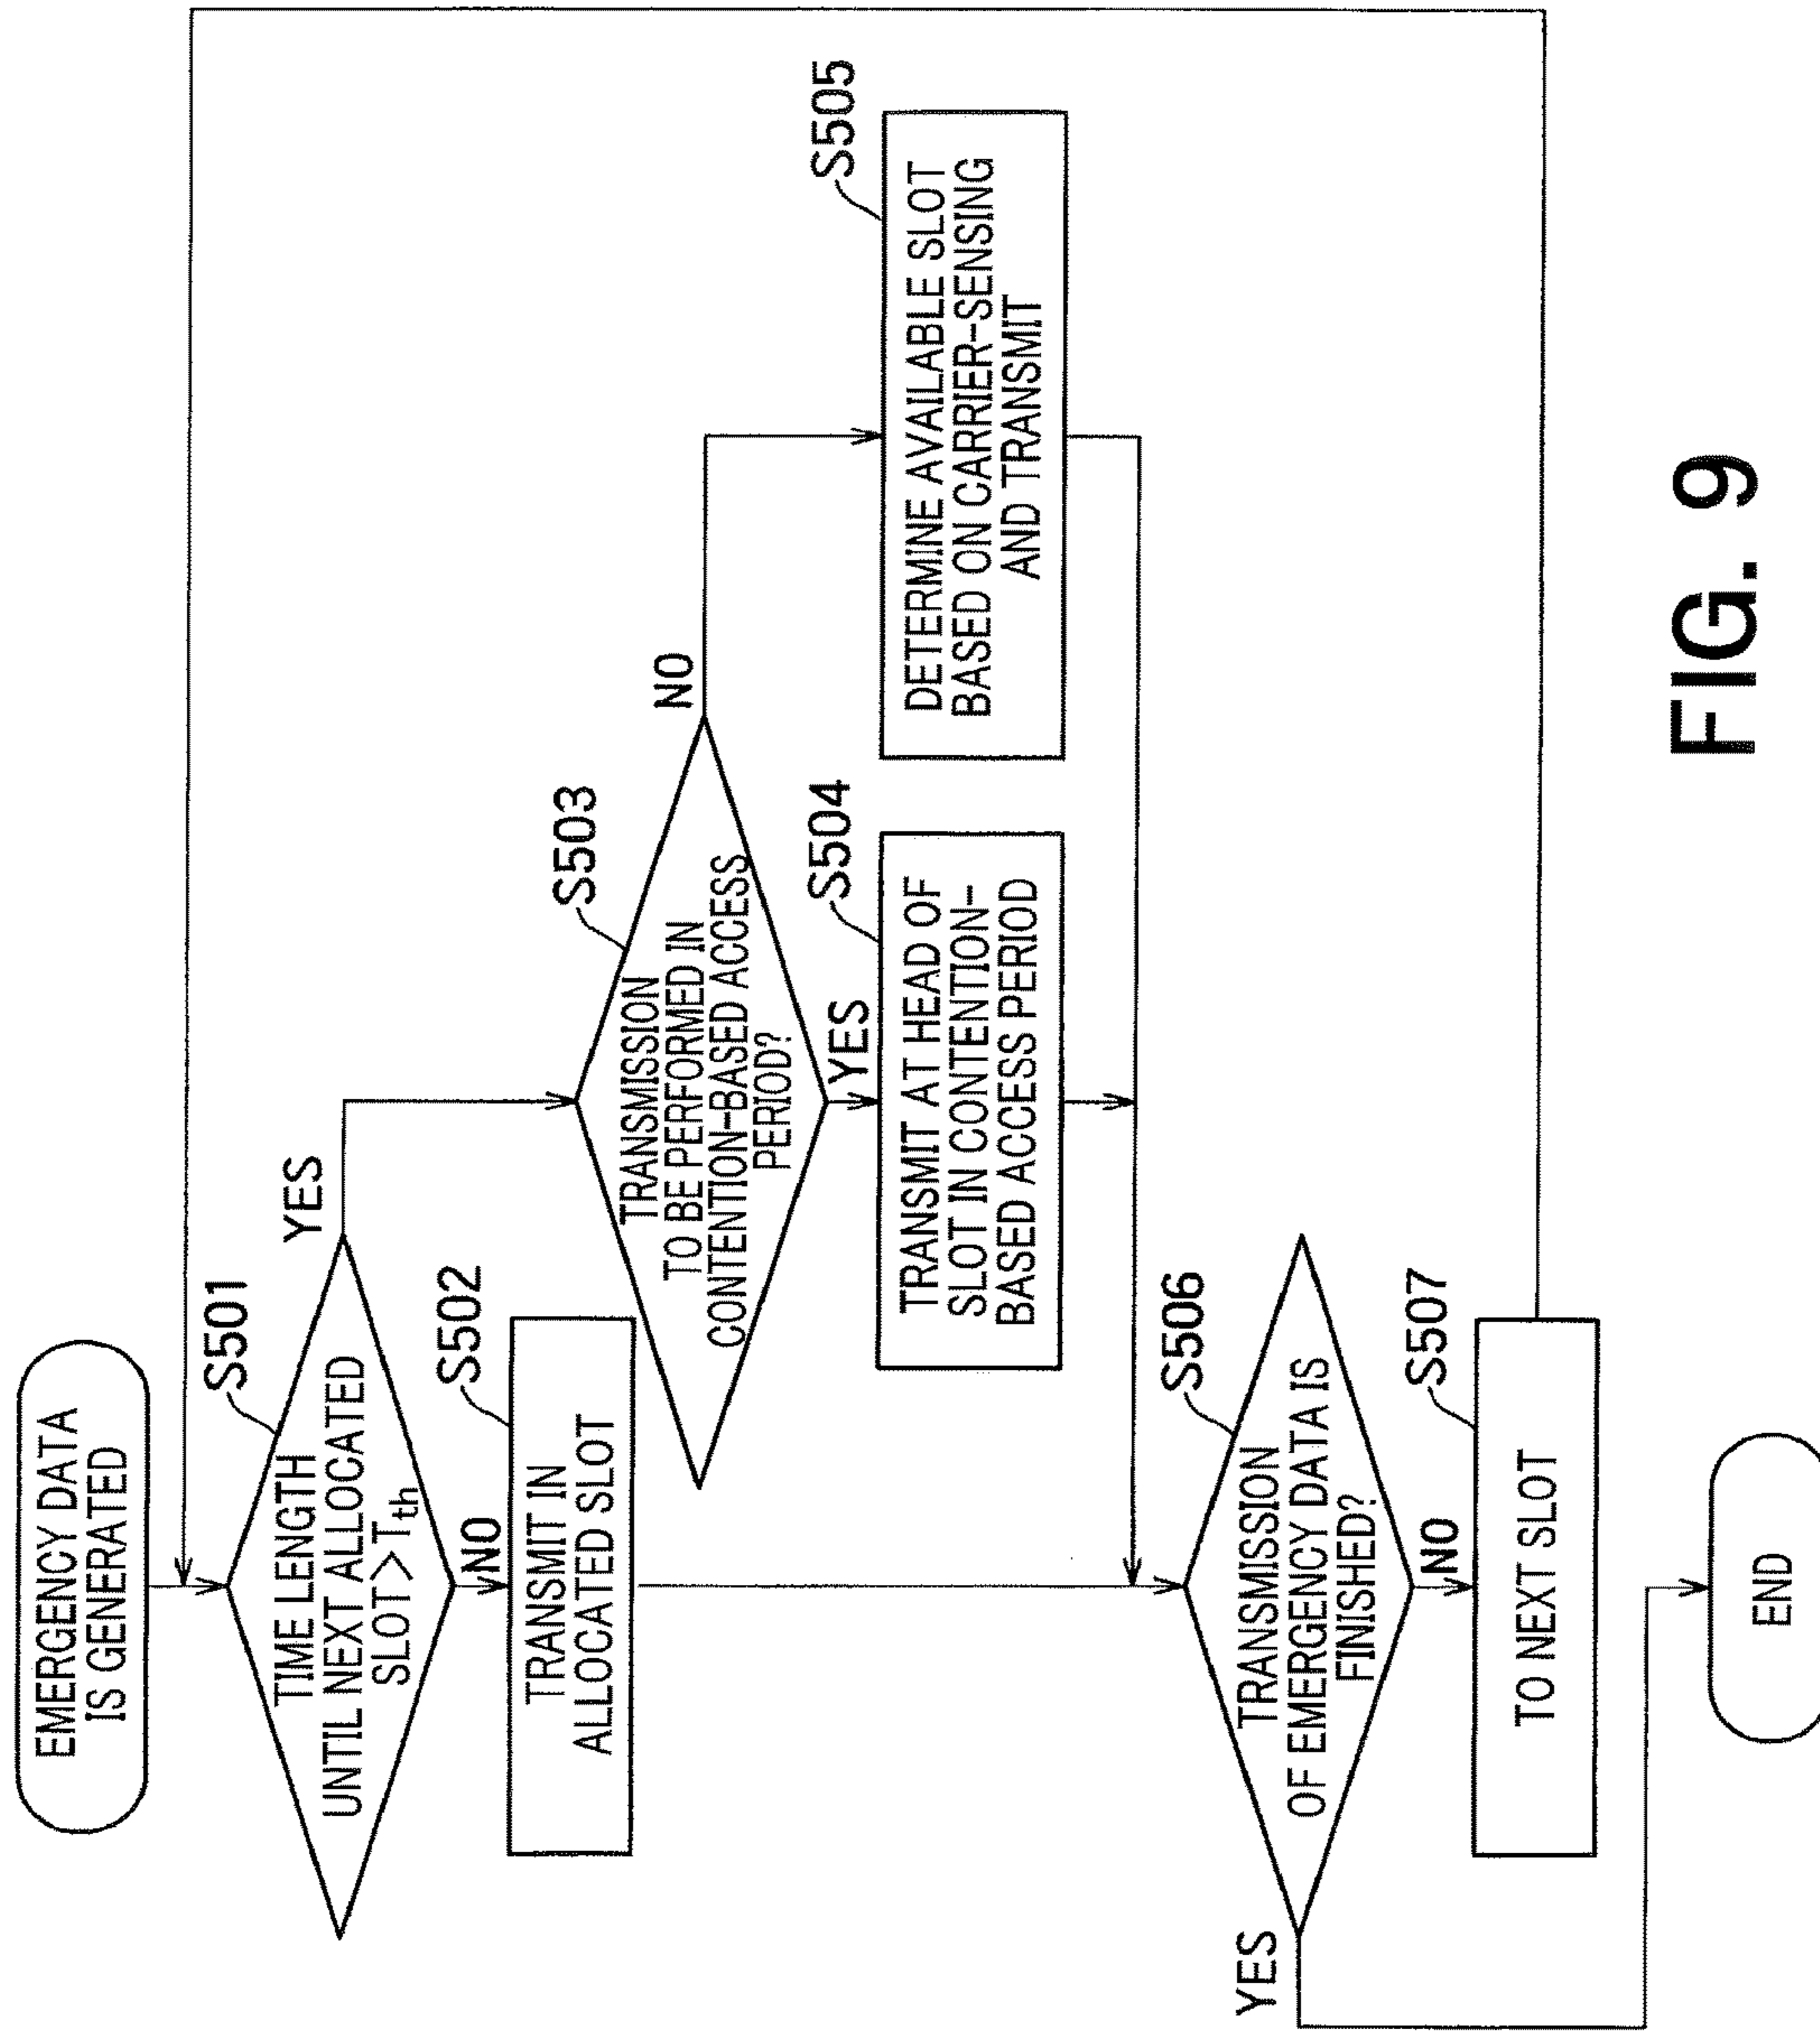 EMERGENCY DATA
IS GENERATED
S501
TIME LENGTH
UNTIL NEXT ALLOCATED
SLOT>Tth
YES
NO
S502
TRANSMIT IN
ALLOCATED SLOT
S503
TRANSMISSION
TO BE PERFORMED IN
CONTENTION-BASED ACCESS
PERIOD?
NO
YES
S504
TRANSMIT AT HEAD OF
SLOT IN CONTENTION-
BASED ACCESS PERIOD
S505
DETERMINE AVAILABLE SLOT
BASED ON CARRIER-SENSING
AND TRANSMIT
S506
TRANSMISSION
OF EMERGENCY DATA IS
FINISHED?
YES
NO
S507
TO NEXT SLOT
END
FIG. 9